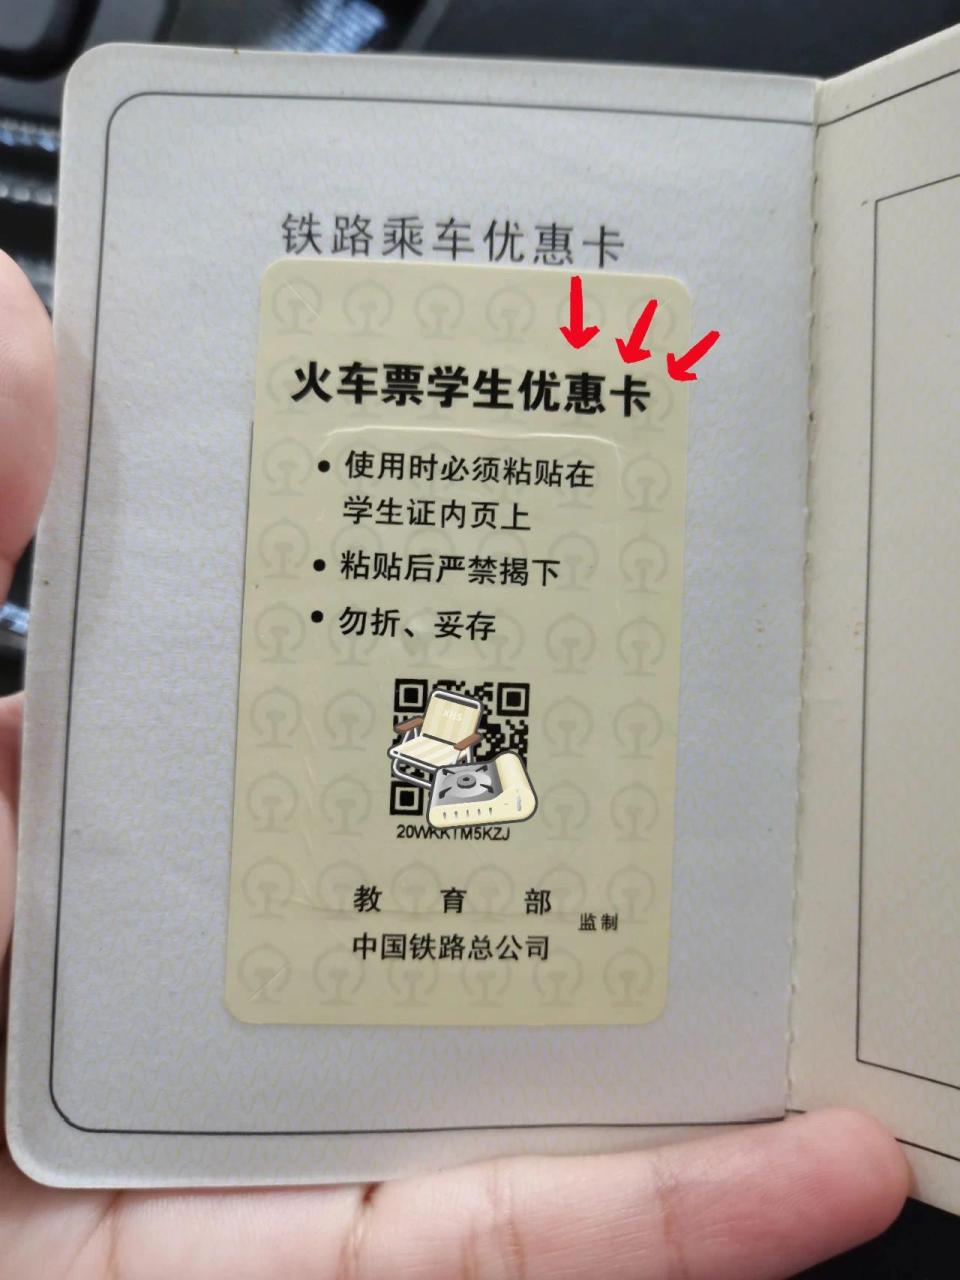 铁路乘车优惠卡
火车票学生优惠卡
• 使用时必须粘贴在
学生证内页上
• 粘贴后严禁揭下
• 勿折、妥存
XHS
20WKKTM5KZJ
教育部
监制
中国铁路总公司